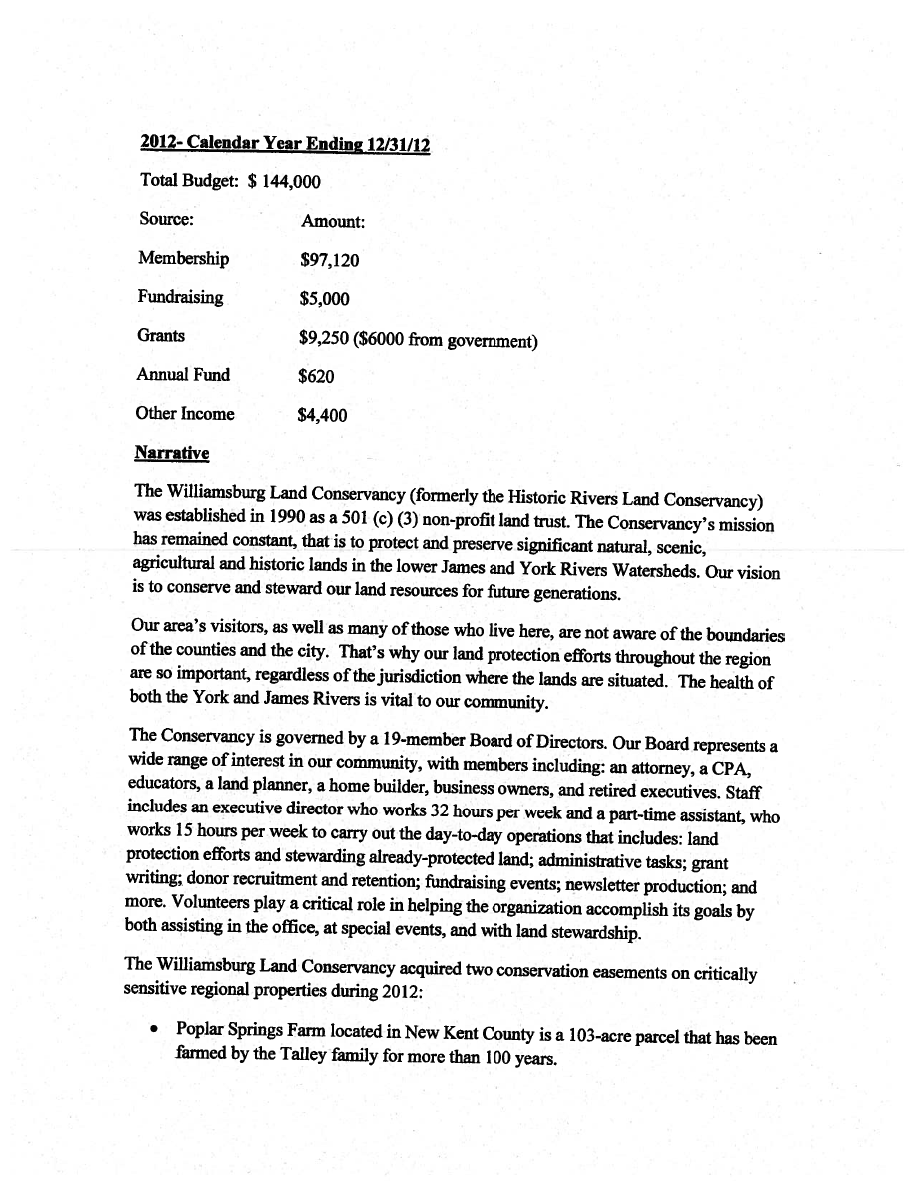 2012- Calendar Year Ending 12/31/12
Total Budget: $ 144,000
Source: Amount:
Membership $97,120
Fundraising $5,000
Grants $9,250 ($6000 from government)
Annual Fund $620
Other Income $4,400
Narrative
The Williamsburg Land Conservancy (formerly the Historic Rivers Land Conservancy)
was established in 1990 as a 501 (c) (3) non-profit land trust. The Conservancy's mission
has remained constant, that is to protect and preserve significant natural, scenic,
agricultural and historic lands in the lower James and York Rivers Watersheds. Our vision
is to conserve and steward our land resources for future generations.
Our area's visitors, as well as many of those who live here, are not aware of the boundaries
of the counties and the city. That's why our land protection efforts throughout the region
are so important, regardless of the jurisdiction where the lands are situated. The health of
both the York and James Rivers is vital to our community.
The Conservancy is governed by a 19-member Board of Directors. Our Board represents a
wide range of interest in our community, with members including: an attorney, a CPA,
educators, a land planner, a home builder, business owners, and retired executives. Staff
includes an executive director who works 32 hours per week and a part-time assistant, who
works 15 hours per week to carry out the day-to-day operations that includes: land
protection efforts and stewarding already-protected land; administrative tasks; grant
writing; donor recruitment and retention; fundraising events; newsletter production; and
more. Volunteers play a critical role in helping the organization accomplish its goals by
both assisting in the office, at special events, and with land stewardship.
The Williamsburg Land Conservancy acquired two conservation easements on critically
sensitive regional properties during 2012:
• Poplar Springs Farm located in New Kent County is a 103-acre parcel that has been
farmed by the Talley family for more than 100 years.